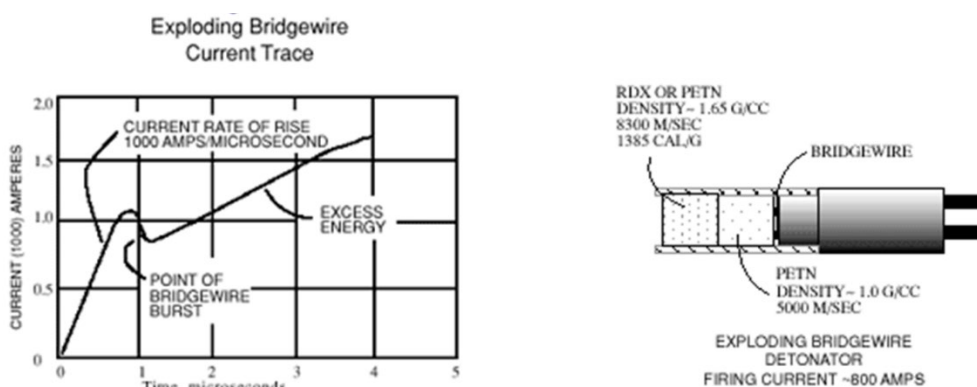 Exploding Bridgewire
Current Trace
2.0
1.5
1.0
0.5
0
CURRENT (1000) AMPERES
CURRENT RATE OF RISE
1000 AMPS/MICROSECOND
EXCESS
ENERGY
POINT OF
BRIDGEWIRE
BURST
0 1 2 3 4 5
Time, microseconds
RDX OR PETN
DENSITY~ 1.65 G/CC
8300 M/SEC
1385 CAL/G
BRIDGEWIRE
PETN
DENSITY~ 1.0 G/CC
5000 M/SEC
EXPLODING BRIDGEWIRE
DETONATOR
FIRING CURRENT ~800 AMPS